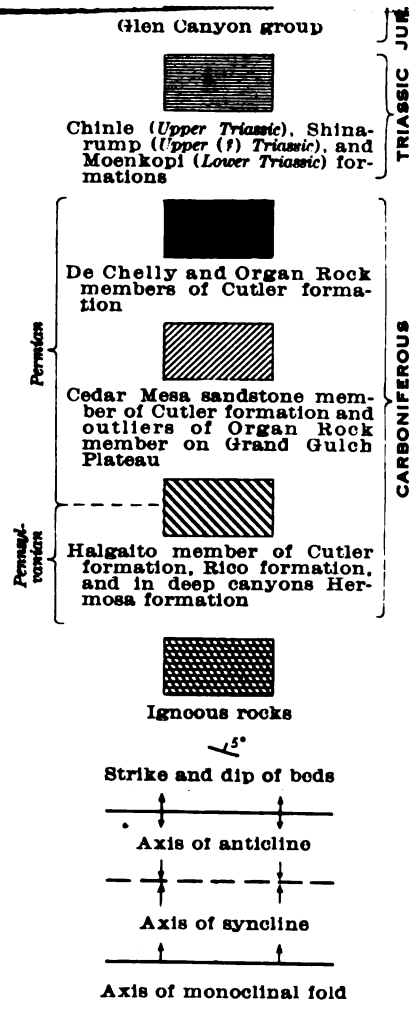 Glen Canyon group
JUR.
TRIASSIC
Chinle (Upper Triassic), Shina-
rump (Upper (?) Triassic), and
Moenkopi (Lower Triassic) for-
mations
De Chelly and Organ Rock
members of Cutler forma-
tion
Permian
Cedar Mesa sandstone mem-
ber of Cutler formation and
outliers of Organ Rock
member on Grand Gulch
Plateau
CARBONIFEROUS
Pennsyl-
vanian
Halgaito member of Cutler
formation, Rico formation,
and in deep canyons Her-
mosa formation
Igneous rocks
5°
Strike and dip of beds
Axis of anticline
Axis of syncline
Axis of monoclinal fold